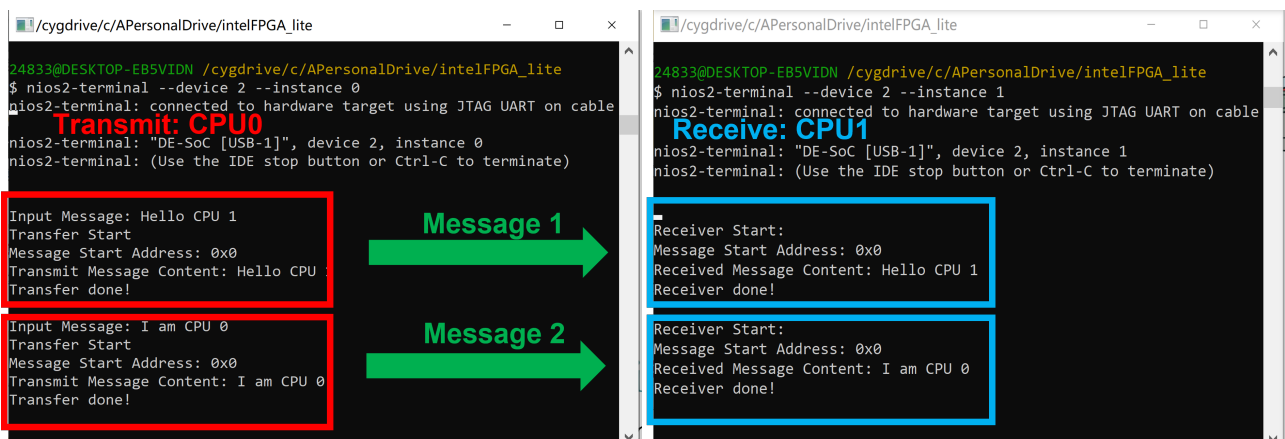 /cygdrive/c/APersonalDrive/intelFPGA_lite
24833@DESKTOP-EB5VIDN /cygdrive/c/APersonalDrive/intelFPGA_lite
$ nios2-terminal --device 2 --instance 0
nios2-terminal: connected to hardware target using JTAG UART on cable
Transmit: CPU0
nios2-terminal: "DE-SoC [USB-1]", device 2, instance 0
nios2-terminal: (Use the IDE stop button or Ctrl-C to terminate)
Input Message: Hello CPU 1
Transfer Start
Message Start Address: 0x0
Transmit Message Content: Hello CPU 1
Transfer done!
Input Message: I am CPU 0
Transfer Start
Message Start Address: 0x0
Transmit Message Content: I am CPU 0
Transfer done!
Message 1
Message 2
/cygdrive/c/APersonalDrive/intelFPGA_lite
24833@DESKTOP-EB5VIDN /cygdrive/c/APersonalDrive/intelFPGA_lite
$ nios2-terminal --device 2 --instance 1
nios2-terminal: connected to hardware target using JTAG UART on cable
Receive: CPU1
nios2-terminal: "DE-SoC [USB-1]", device 2, instance 1
nios2-terminal: (Use the IDE stop button or Ctrl-C to terminate)
Receiver Start:
Message Start Address: 0x0
Received Message Content: Hello CPU 1
Receiver done!
Receiver Start:
Message Start Address: 0x0
Received Message Content: I am CPU 0
Receiver done!